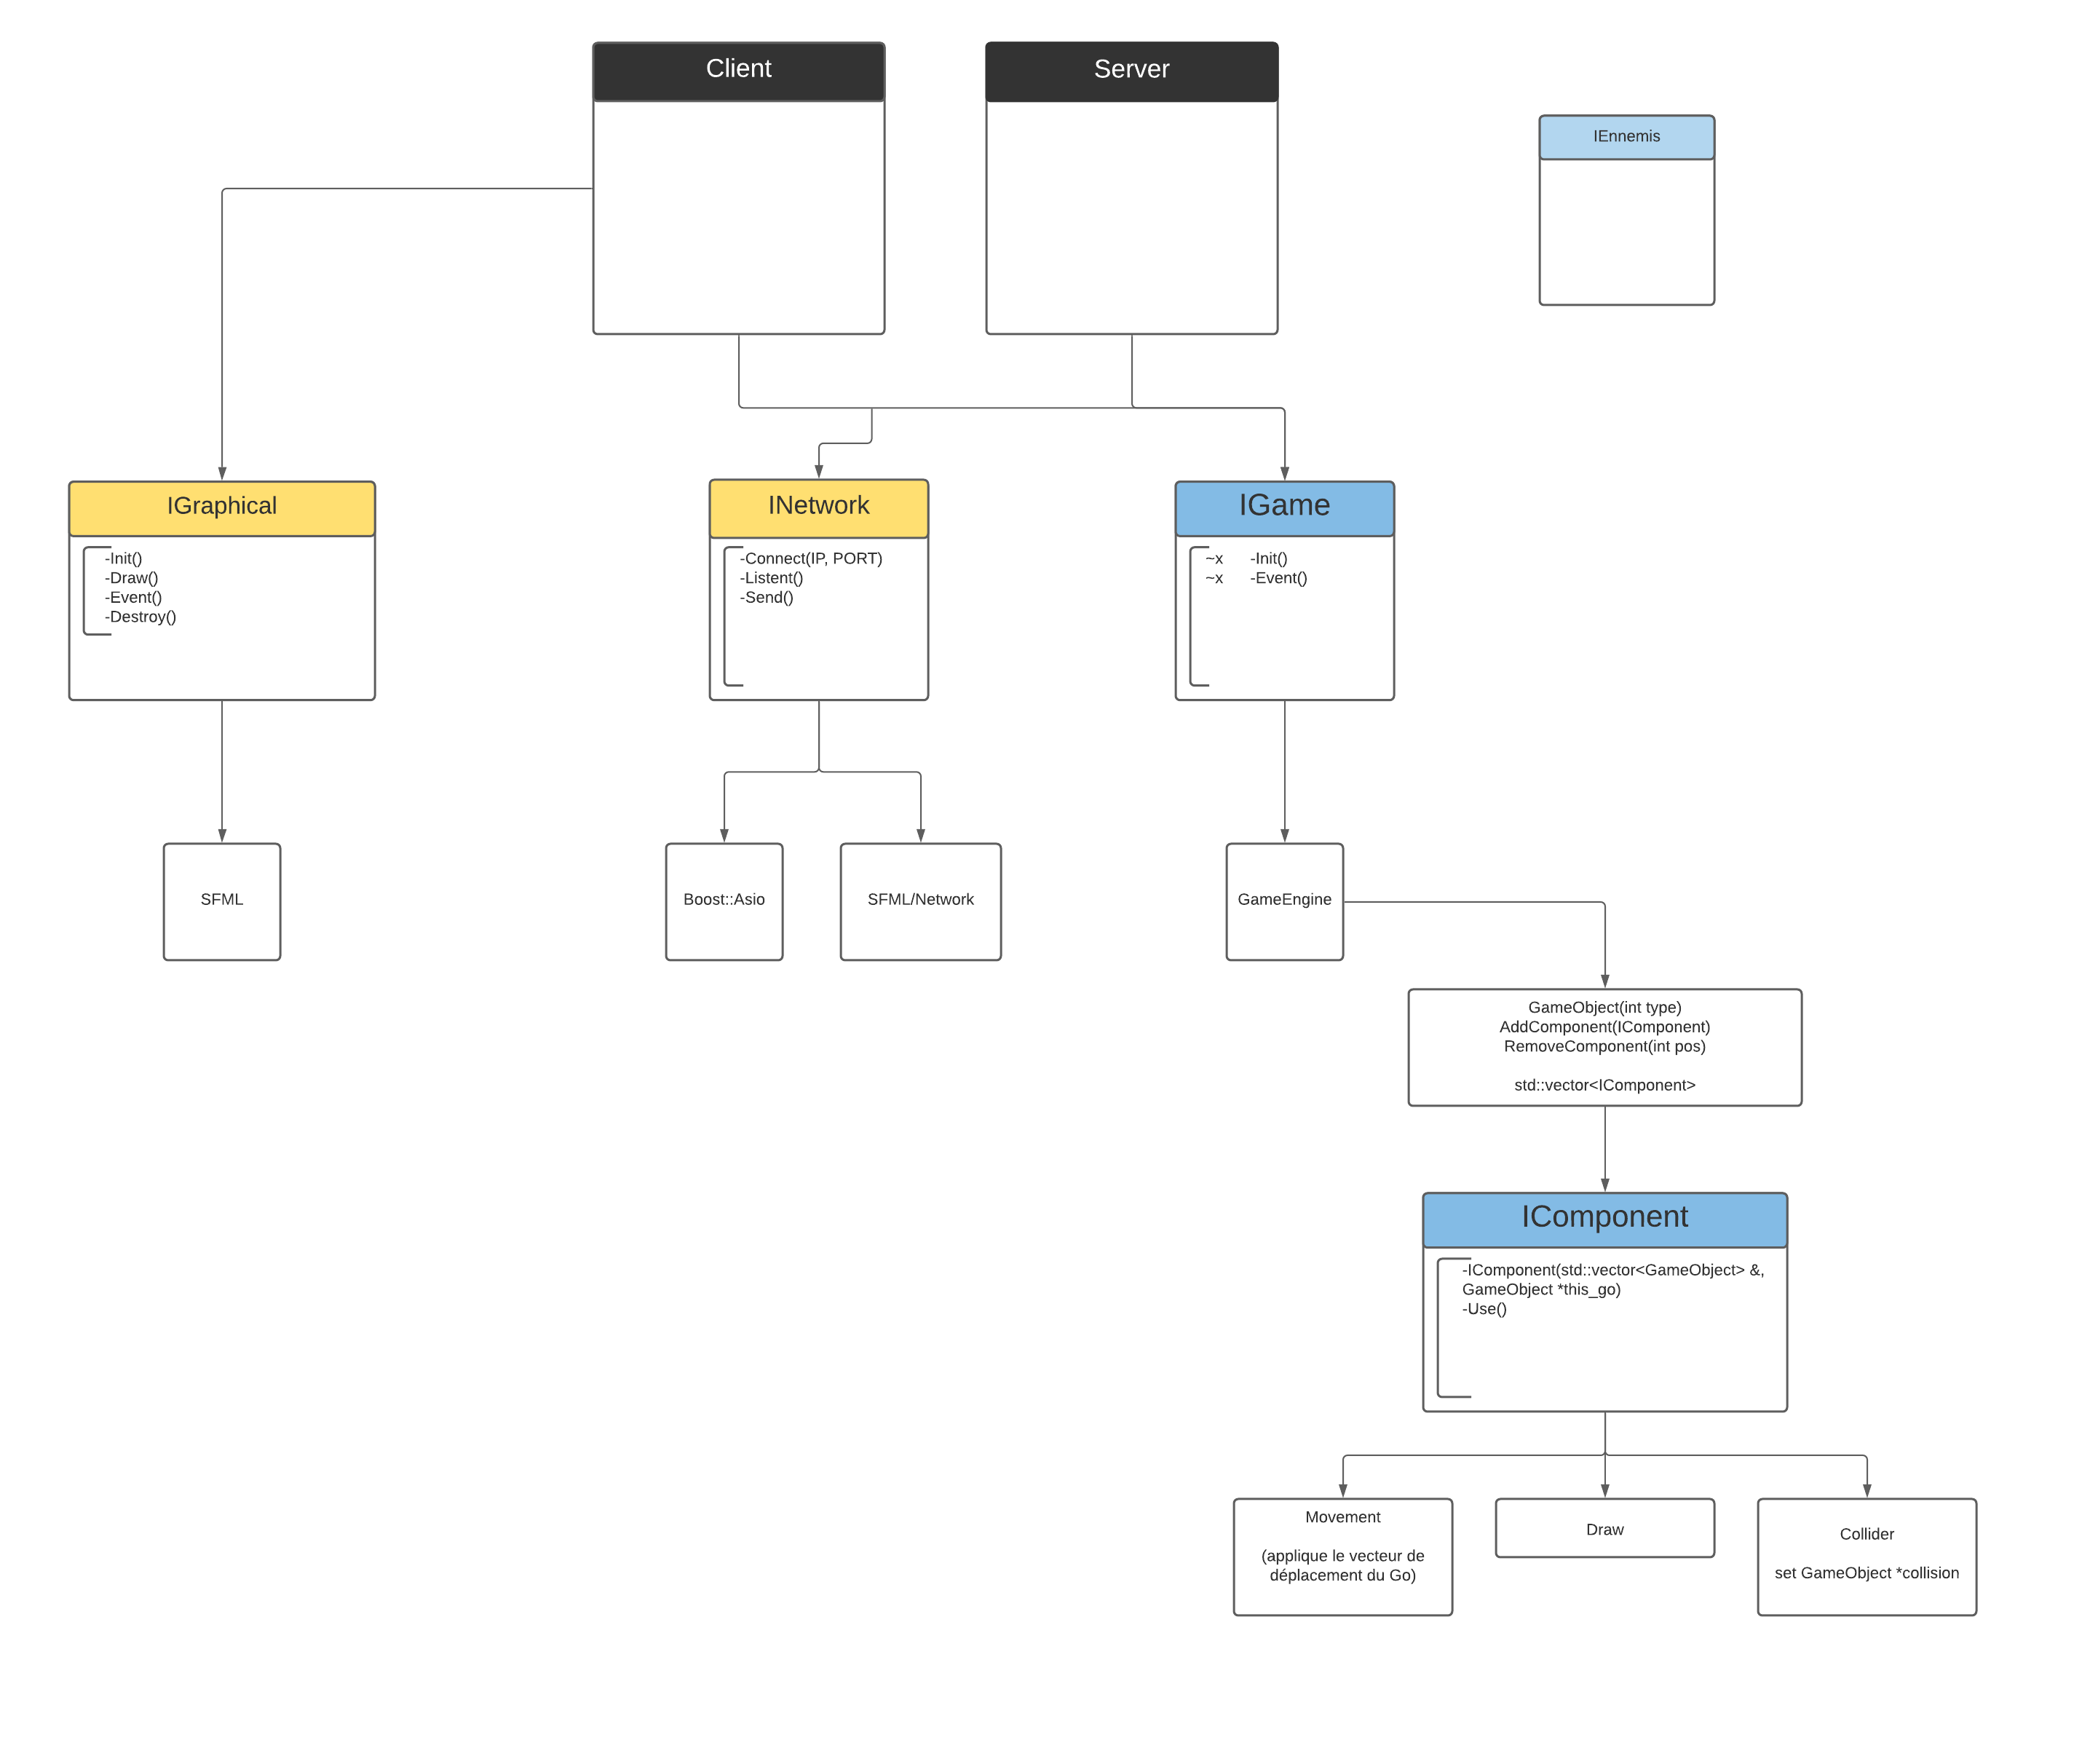 Client
Server
IEnnemis
IGraphical
-Init()
-Draw()
-Event()
-Destroy()
INetwork
-Connect(IP, PORT)
-Listent()
-Send()
IGame
~x -Init()
~x -Event()
SFML
Boost::Asio
SFML/Network
GameEngine
GameObject(int type)
AddComponent(IComponent)
RemoveComponent(int pos)
std::vector<IComponent>
IComponent
-IComponent(std::vector<GameObject> &,
GameObject *this_go)
-Use()
Movement
(applique le vecteur de
déplacement du Go)
Draw
Collider
set GameObject *collision